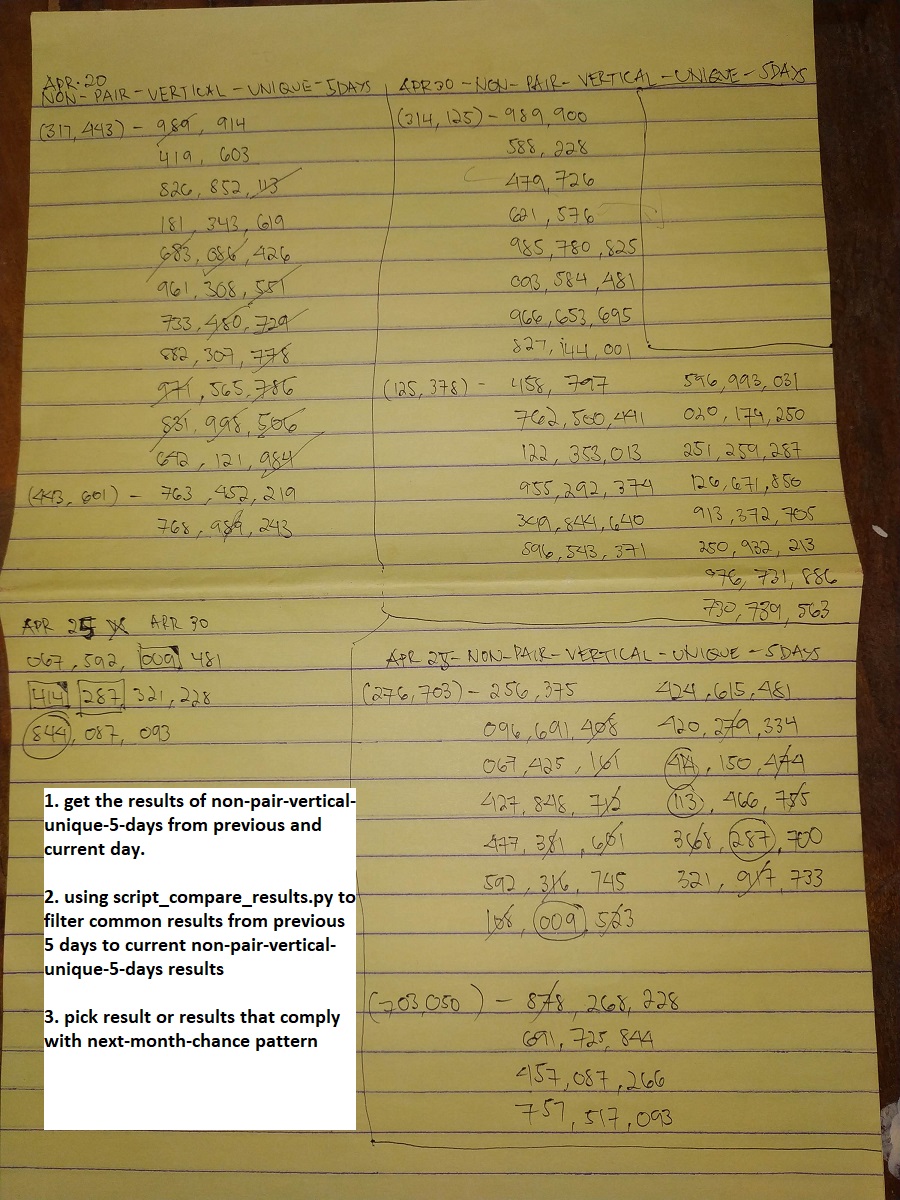 APR. 20
NON-PAIR-VERTICAL-UNIQUE-5DAYS
(317, 443) - 989, 914
419, 603
826, 852, 113
181, 343, 619
683, 086, 426
961, 308, 551
733, 480, 729
882, 307, 778
971, 565, 786
831, 998, 506
642, 121, 984
(443, 601) - 763, 452, 219
768, 989, 243
APR 30 - NON-PAIR-VERTICAL-UNIQUE-5DAYS
(314, 125) - 989, 900
588, 228
479, 726
621, 576
985, 780, 825
093, 584, 481
966, 653, 695
827, 144, 001
(125, 378) - 458, 797
762, 500, 441
122, 353, 013
955, 292, 374
349, 844, 640
896, 543, 371
596, 993, 031
020, 174, 250
251, 259, 287
126, 671, 850
913, 372, 705
250, 932, 213
976, 731, 886
730, 789, 563
APR 25 X APR 30
067, 592, 009, 481
414, 287, 321, 228
844, 087, 093
1. get the results of non-pair-vertical-
unique-5-days from previous and
current day.
2. using script_compare_results.py to
filter common results from previous
5 days to current non-pair-vertical-
unique-5-days results
3. pick result or results that comply
with next-month-chance pattern
APR 25-NON-PAIR-VERTICAL-UNIQUE-5DAYS
(276, 703) - 256, 375
096, 691, 408
067, 425, 161
427, 848, 712
477, 381, 601
592, 316, 745
168, 009, 523
424, 615, 481
420, 279, 334
414, 150, 474
113, 466, 755
368, 287, 700
321, 917, 733
(703, 050) - 878, 268, 228
691, 725, 844
457, 087, 266
757, 517, 093